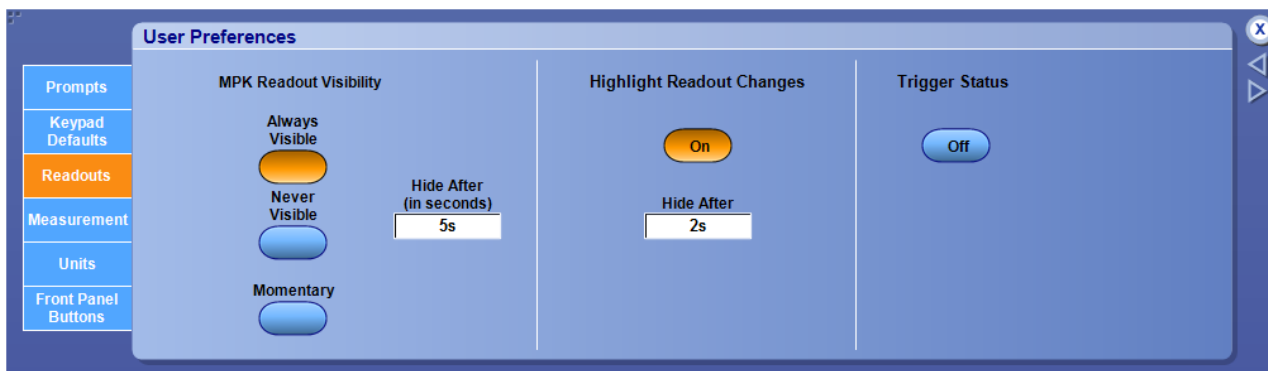 User Preferences
Prompts
Keypad
Defaults
Readouts
Measurement
Units
Front Panel
Buttons
MPK Readout Visibility
Always
Visible
Never
Visible
Momentary
Hide After
(in seconds)
5s
Highlight Readout Changes
On
Hide After
2s
Trigger Status
Off
X